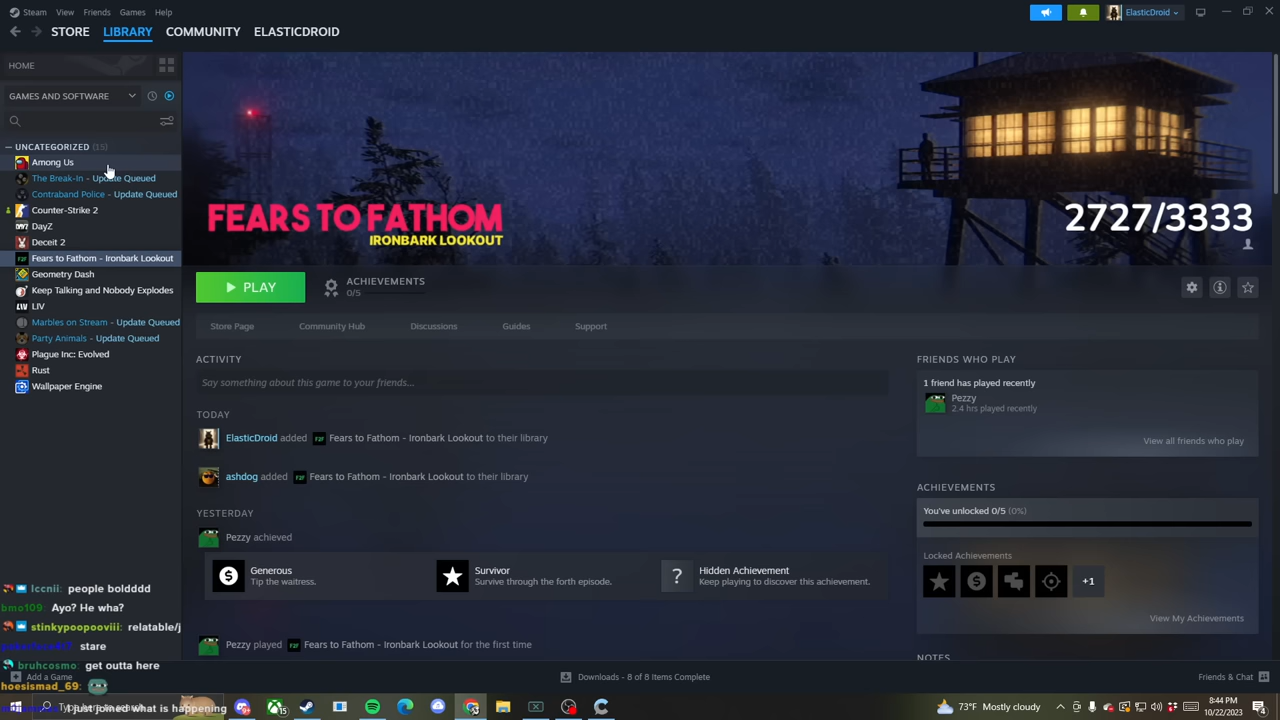 Steam View Friends Games Help
ElasticDroid
STORE LIBRARY COMMUNITY ELASTICDROID
HOME
GAMES AND SOFTWARE
UNCATEGORIZED (15)
Among Us
The Break-In - Update Queued
Contraband Police - Update Queued
Counter-Strike 2
DayZ
Deceit 2
Fears to Fathom - Ironbark Lookout
Geometry Dash
Keep Talking and Nobody Explodes
LIV
Marbles on Stream - Update Queued
Party Animals - Update Queued
Plague Inc: Evolved
Rust
Wallpaper Engine
FEARS TO FATHOM
IRONBARK LOOKOUT
2727/3333
PLAY
ACHIEVEMENTS
0/5
Store Page Community Hub Discussions Guides Support
ACTIVITY
Say something about this game to your friends...
TODAY
ElasticDroid added F2F Fears to Fathom - Ironbark Lookout to their library
ashdog added F2F Fears to Fathom - Ironbark Lookout to their library
YESTERDAY
Pezzy achieved
Generous
Tip the waitress.
Survivor
Survive through the forth episode.
Hidden Achievement
Keep playing to discover this achievement.
Pezzy played F2F Fears to Fathom - Ironbark Lookout for the first time
FRIENDS WHO PLAY
1 friend has played recently
Pezzy
2.4 hrs played recently
View all friends who play
ACHIEVEMENTS
You've unlocked 0/5 (0%)
Locked Achievements
+1
View My Achievements
NOTES
lccnii: people boldddd
bmo109: Ayo? He wha?
stinkypoopooviii: relatable/j
stare
bruhcosmo: get outta here
hoesismad_69:
I just joined what is happening
Add a Game
Downloads - 8 of 8 Items Complete
Friends & Chat
73°F Mostly cloudy
8:44 PM
10/22/2023